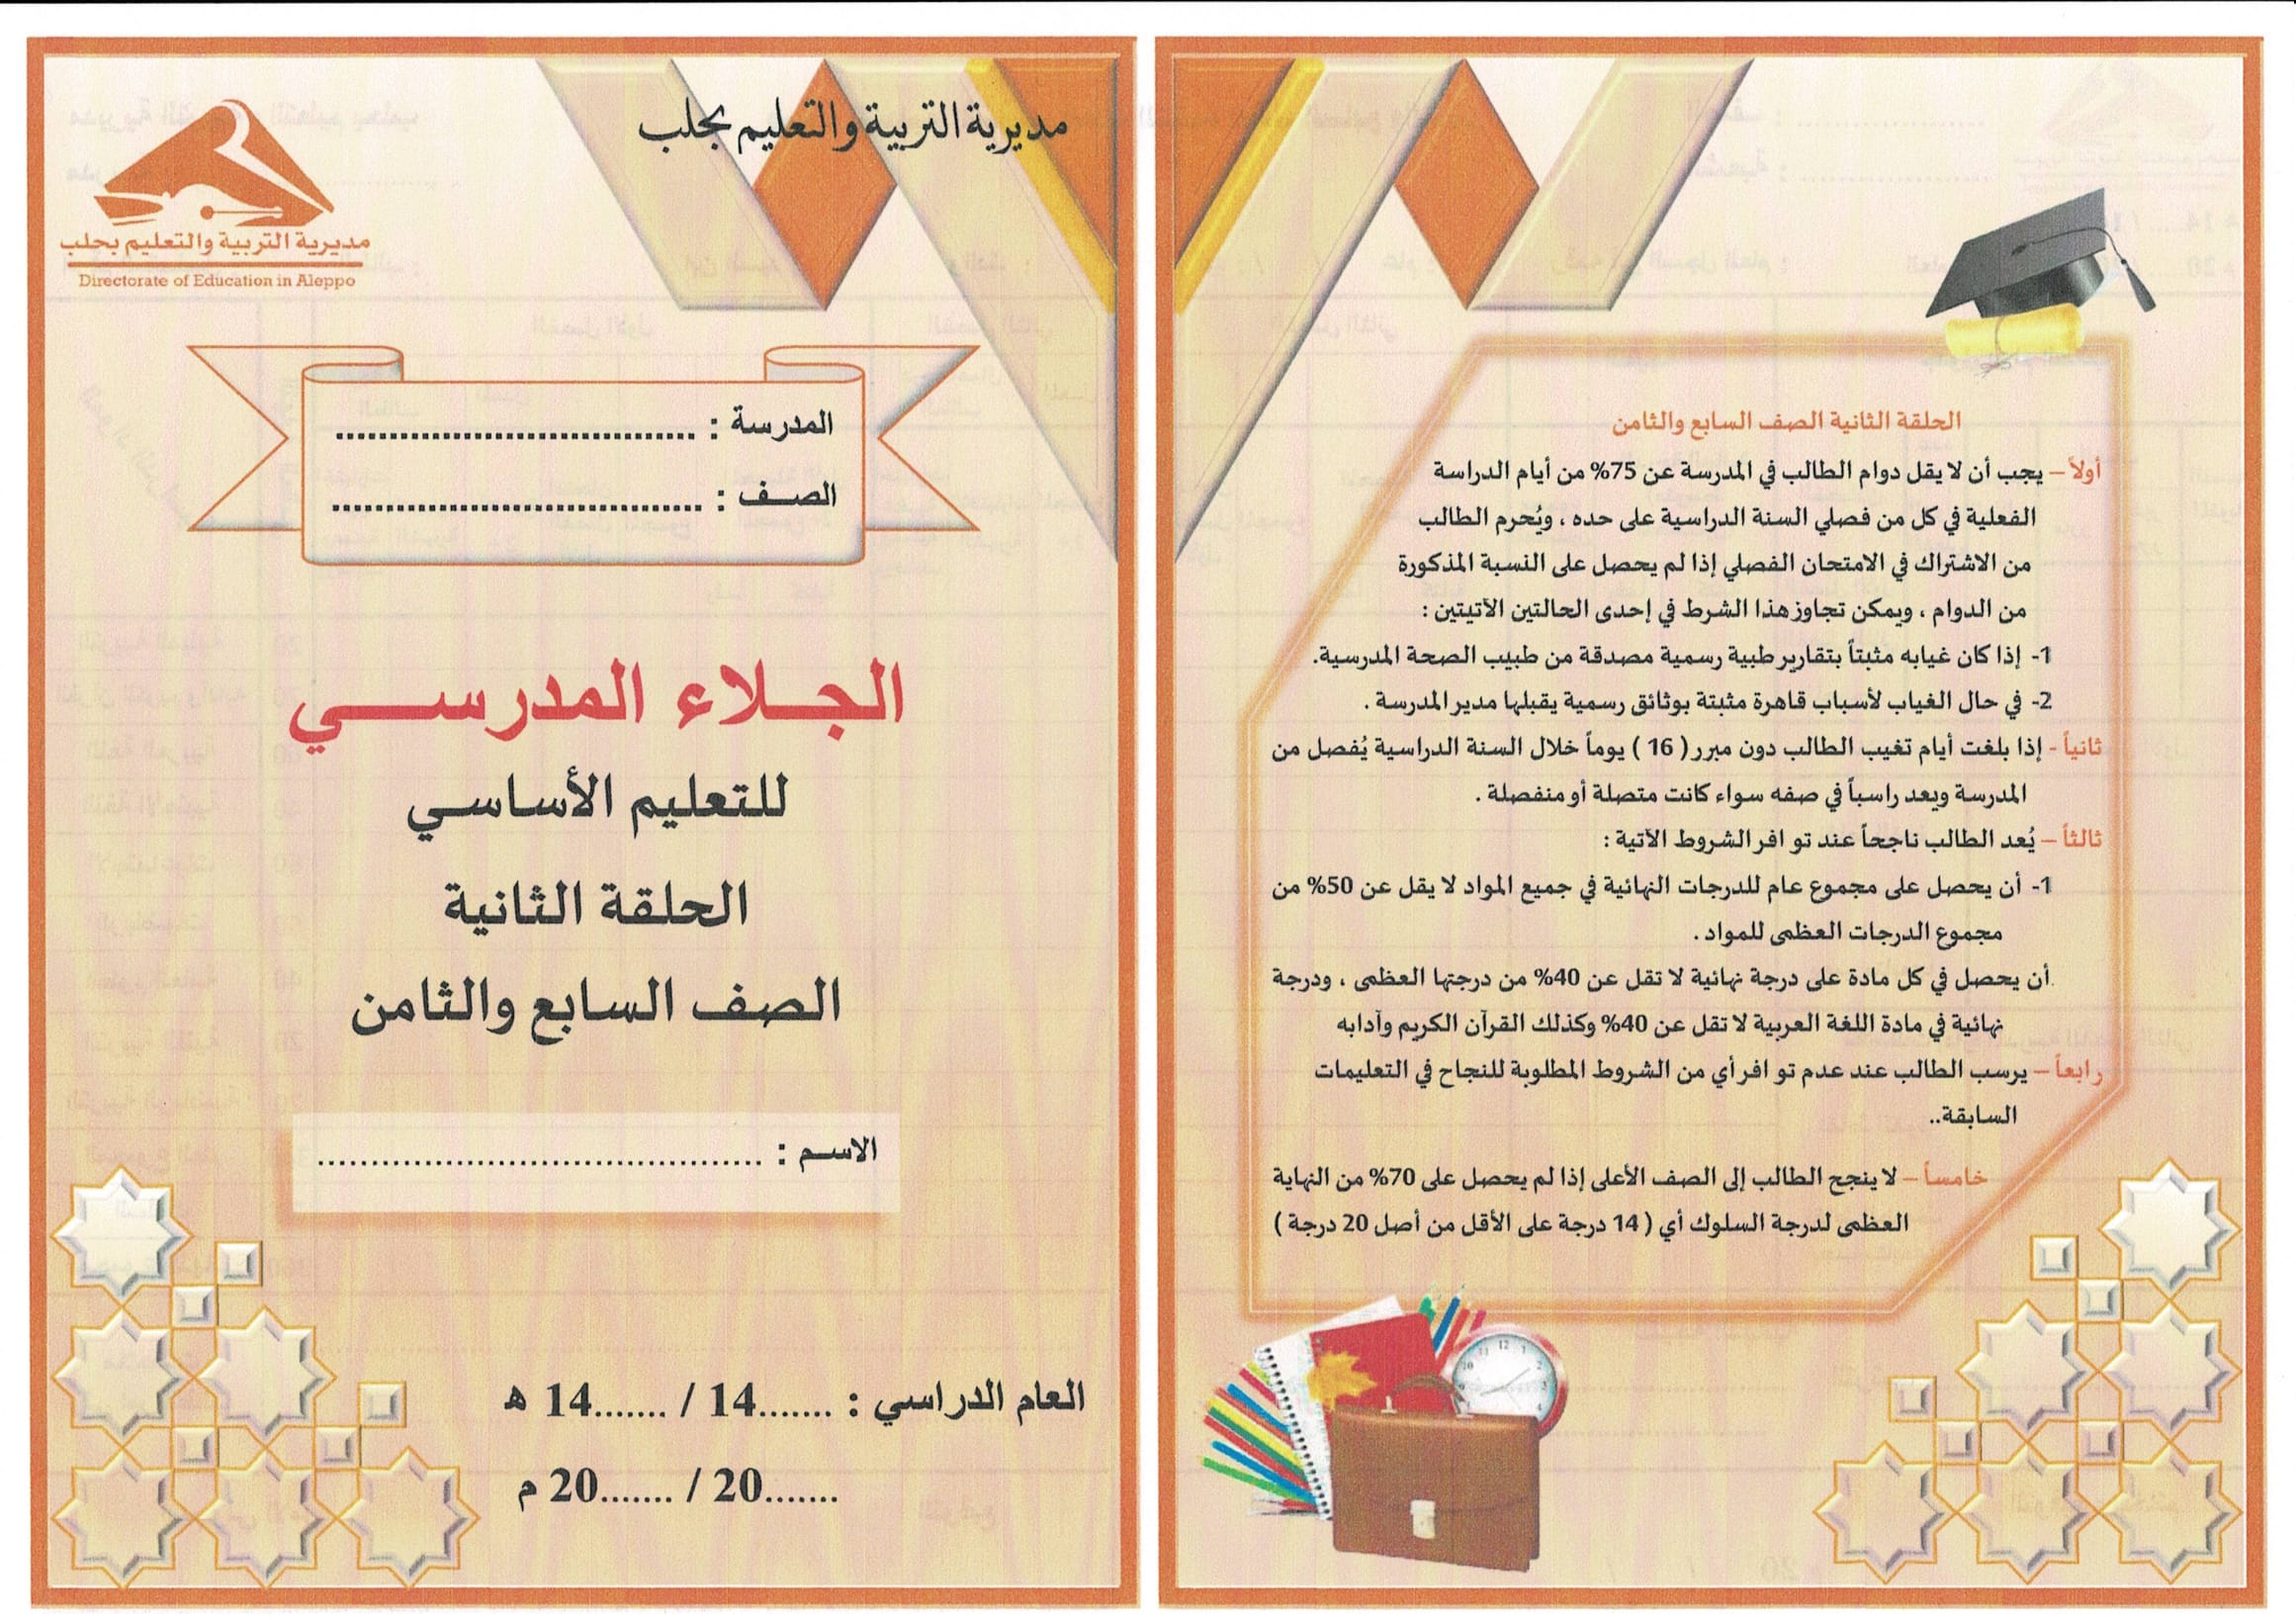 مديرية التربية والتعليم بحلب
مديرية التربية والتعليم بحلب
Directorate of Education in Aleppo
المدرسة : ..................................
الصــف : ...................................
الجــلاء المدرســـي
للتعليم الأساسـي
الحلقة الثانية
الصف السابع والثامن
الاسـم : ..........................................
العام الدراسي : .......14 / .......14 ه
.......20 / .......20 م
الحلقة الثانية الصف السابع والثامن
أولاً – يجب أن لا يقل دوام الطالب في المدرسة عن 75% من أيام الدراسة
الفعلية في كل من فصلي السنة الدراسية على حده ، ويُحرم الطالب
من الاشتراك في الامتحان الفصلي إذا لم يحصل على النسبة المذكورة
من الدوام ، ويمكن تجاوز هذا الشرط في إحدى الحالتين الآتيتين :
1- إذا كان غيابه مثبتاً بتقارير طبية رسمية مصدقة من طبيب الصحة المدرسية.
2- في حال الغياب لأسباب قاهرة مثبتة بوثائق رسمية يقبلها مدير المدرسة .
ثانياً - إذا بلغت أيام تغيب الطالب دون مبرر ( 16 ) يوماً خلال السنة الدراسية يُفصل من
المدرسة ويعد راسباً في صفه سواء كانت متصلة أو منفصلة .
ثالثاً – يُعد الطالب ناجحاً عند توافر الشروط الآتية :
1- أن يحصل على مجموع عام للدرجات النهائية في جميع المواد لا يقل عن 50% من
مجموع الدرجات العظمى للمواد .
أن يحصل في كل مادة على درجة نهائية لا تقل عن 40% من درجتها العظمى ، ودرجة
نهائية في مادة اللغة العربية لا تقل عن 40% وكذلك القرآن الكريم وآدابه
رابعاً – يرسب الطالب عند عدم توافر أي من الشروط المطلوبة للنجاح في التعليمات
السابقة..
خامساً – لا ينجح الطالب إلى الصف الأعلى إذا لم يحصل على 70% من النهاية
العظمى لدرجة السلوك أي ( 14 درجة على الأقل من أصل 20 درجة )